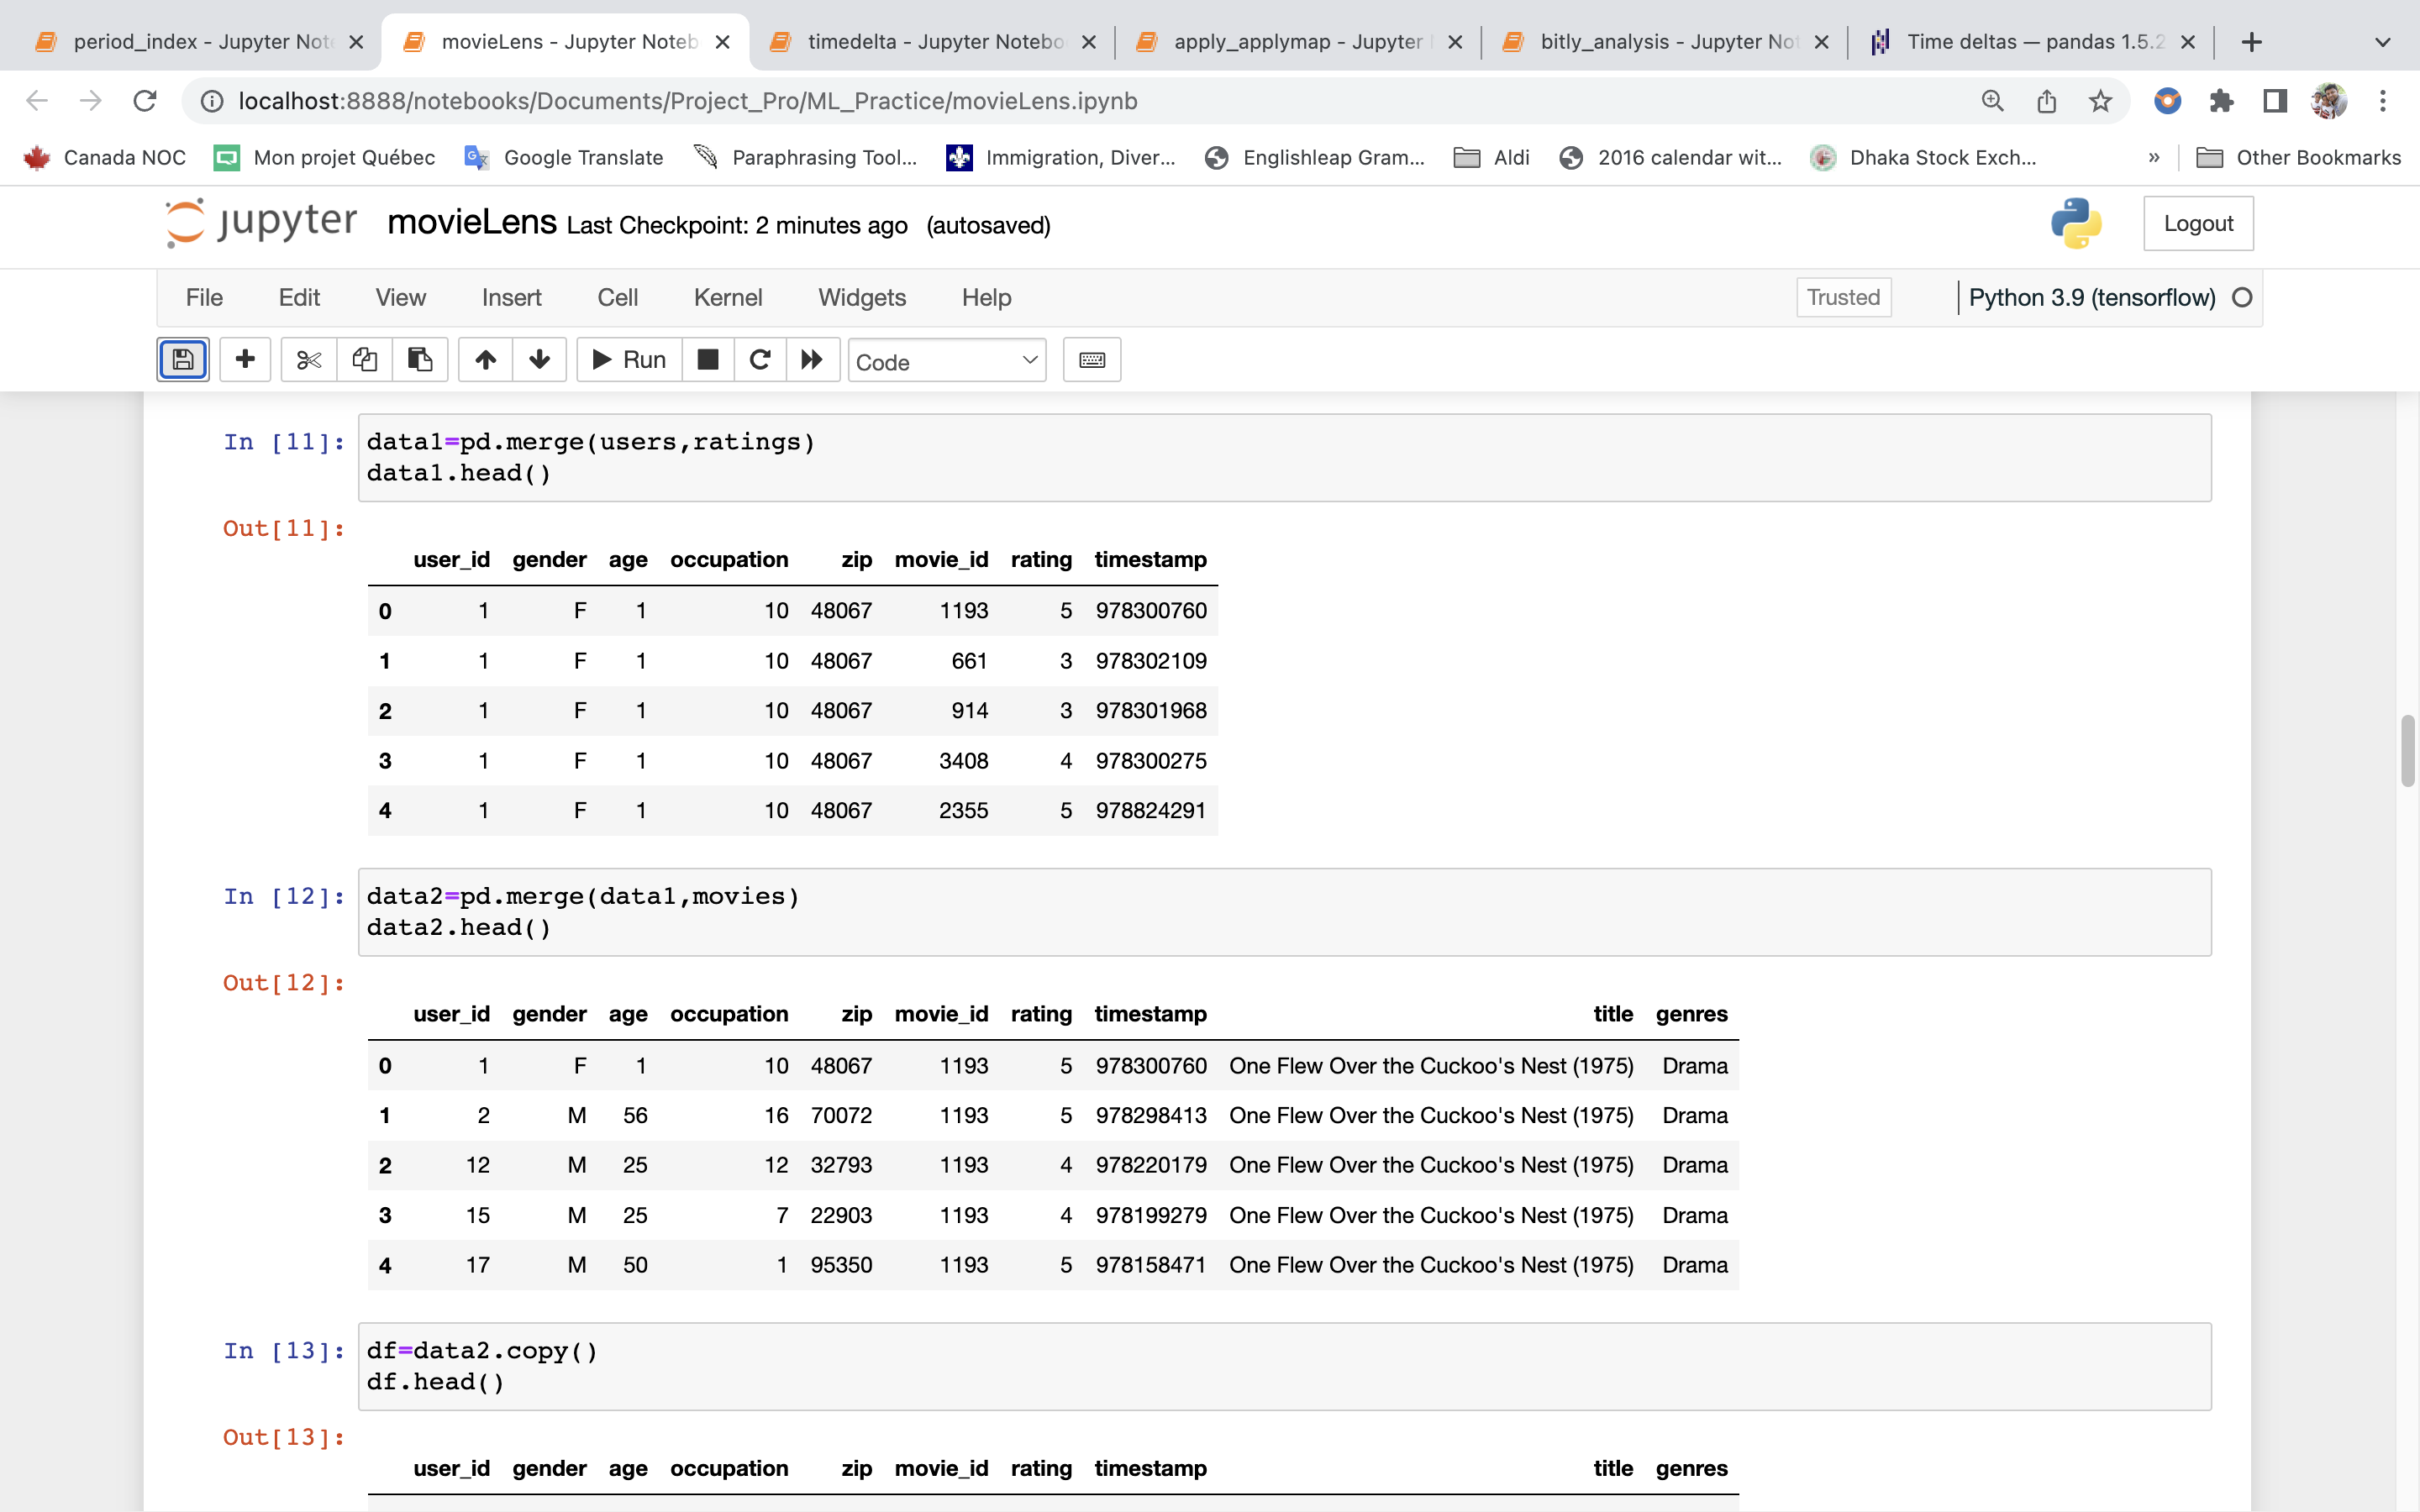 period_index - Jupyter Note
movieLens - Jupyter Noteb
timedelta - Jupyter Notebo
apply_applymap - Jupyter
bitly_analysis - Jupyter Not
Time deltas — pandas 1.5.2
localhost:8888/notebooks/Documents/Project_Pro/ML_Practice/movieLens.ipynb
Canada NOC
Mon projet Québec
Google Translate
Paraphrasing Tool...
Immigration, Diver...
Englishleap Gram...
Aldi
2016 calendar wit...
Dhaka Stock Exch...
»
Other Bookmarks
jupyter movieLens Last Checkpoint: 2 minutes ago (autosaved)
Logout
File Edit View Insert Cell Kernel Widgets Help
Trusted
Python 3.9 (tensorflow)
Run
Code
In [11]: data1=pd.merge(users,ratings)
data1.head()
Out[11]:
user_id gender age occupation zip movie_id rating timestamp
0 1 F 1 10 48067 1193 5 978300760
1 1 F 1 10 48067 661 3 978302109
2 1 F 1 10 48067 914 3 978301968
3 1 F 1 10 48067 3408 4 978300275
4 1 F 1 10 48067 2355 5 978824291
In [12]: data2=pd.merge(data1,movies)
data2.head()
Out[12]:
user_id gender age occupation zip movie_id rating timestamp title genres
0 1 F 1 10 48067 1193 5 978300760 One Flew Over the Cuckoo's Nest (1975) Drama
1 2 M 56 16 70072 1193 5 978298413 One Flew Over the Cuckoo's Nest (1975) Drama
2 12 M 25 12 32793 1193 4 978220179 One Flew Over the Cuckoo's Nest (1975) Drama
3 15 M 25 7 22903 1193 4 978199279 One Flew Over the Cuckoo's Nest (1975) Drama
4 17 M 50 1 95350 1193 5 978158471 One Flew Over the Cuckoo's Nest (1975) Drama
In [13]: df=data2.copy()
df.head()
Out[13]:
user_id gender age occupation zip movie_id rating timestamp title genres